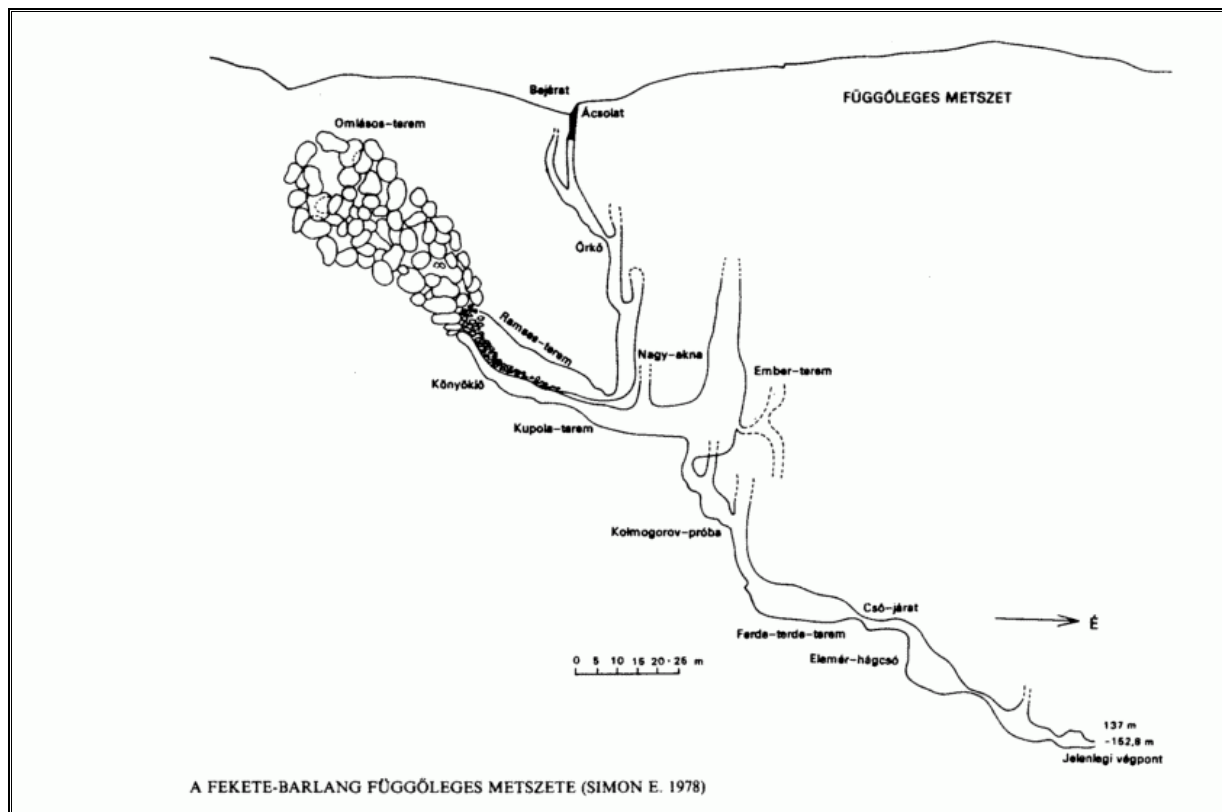 FÜGGŐLEGES METSZET
Bejárat
Ácsolat
Omlásos-terem
Őrkő
Ramses-terem
Nagy-akna
Ember-terem
Könyöklő
Kupola-terem
Kolmogorov-próba
Cső-járat
É
Ferde-terde-terem
Elemér-hágcsó
0 5 10 15 20 25 m
137 m
-152,8 m
Jelenlegi végpont
A FEKETE-BARLANG FÜGGŐLEGES METSZETE (SIMON E. 1978)